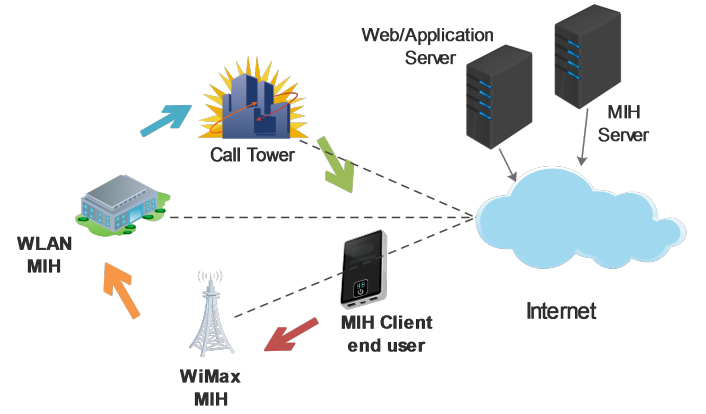 Web/Application
Server
MIH
Server
Call Tower
WLAN
MIH
Internet
MIH Client
end user
WiMax
MIH